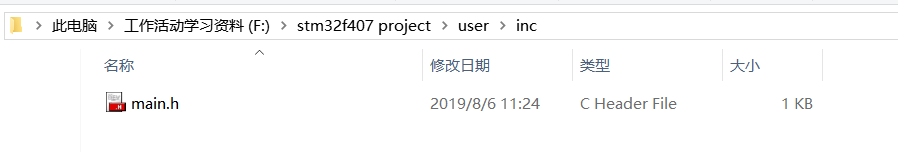 此电脑 > 工作活动学习资料 (F:) > stm32f407 project > user > inc
名称 修改日期 类型 大小
main.h 2019/8/6 11:24 C Header File 1 KB